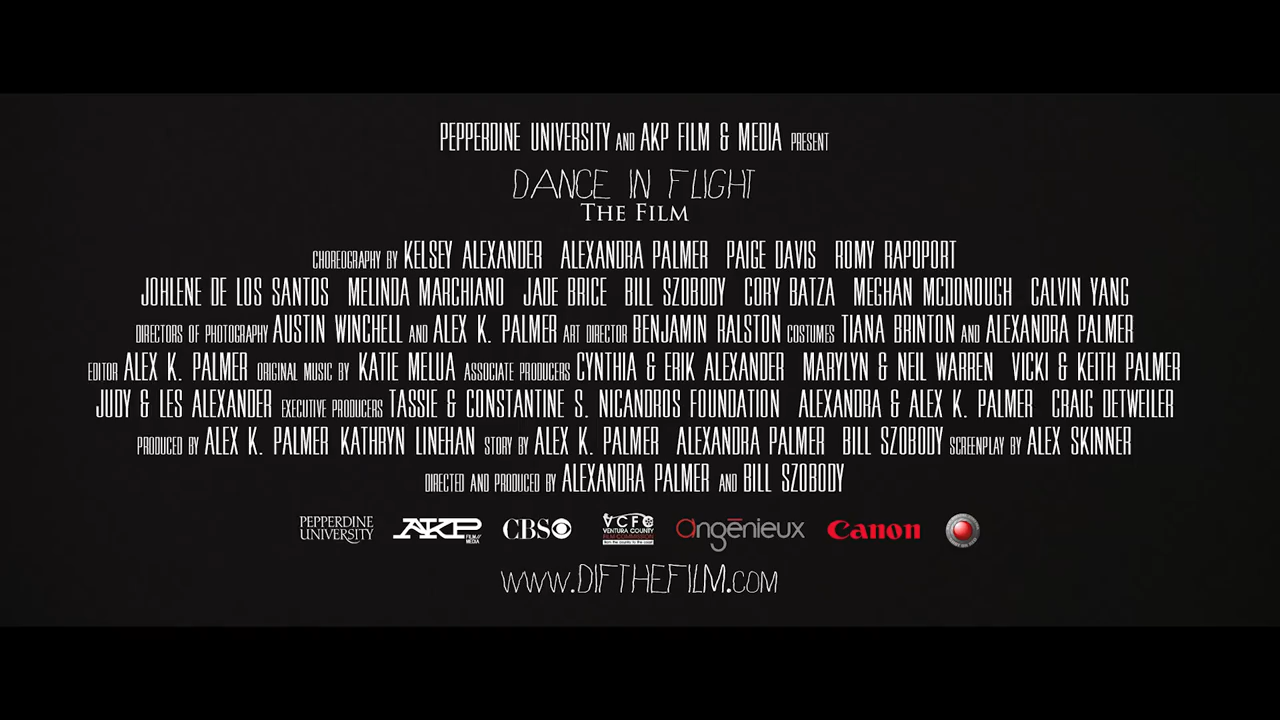 PEPPERDINE UNIVERSITY AND AKP FILM & MEDIA PRESENT
DANCE IN FLIGHT
THE FILM
CHOREOGRAPHY BY KELSEY ALEXANDER ALEXANDRA PALMER PAIGE DAVIS ROMY RAPOPORT
JOHLENE DE LOS SANTOS MELINDA MARCHIANO JADE BRICE BILL SZOBODY CORY BATZA MEGHAN MCDONOUGH CALVIN YANG
DIRECTORS OF PHOTOGRAPHY AUSTIN WINCHELL AND ALEX K. PALMER ART DIRECTOR BENJAMIN RALSTON COSTUMES TIANA BRINTON AND ALEXANDRA PALMER
EDITOR ALEX K. PALMER ORIGINAL MUSIC BY KATIE MELUA ASSOCIATE PRODUCERS CYNTHIA & ERIK ALEXANDER MARYLYN & NEIL WARREN VICKI & KEITH PALMER
JUDY & LES ALEXANDER EXECUTIVE PRODUCERS TASSIE & CONSTANTINE S. NICANDROS FOUNDATION ALEXANDRA & ALEX K. PALMER CRAIG DETWEILER
PRODUCED BY ALEX K. PALMER KATHRYN LINEHAN STORY BY ALEX K. PALMER ALEXANDRA PALMER BILL SZOBODY SCREENPLAY BY ALEX SKINNER
DIRECTED AND PRODUCED BY ALEXANDRA PALMER AND BILL SZOBODY
PEPPERDINE UNIVERSITY AKP FILM & MEDIA CBS VCFC VENTURA COUNTY FILM COMMISSION angēnieux Canon
WWW.DIFTHEFILM.COM